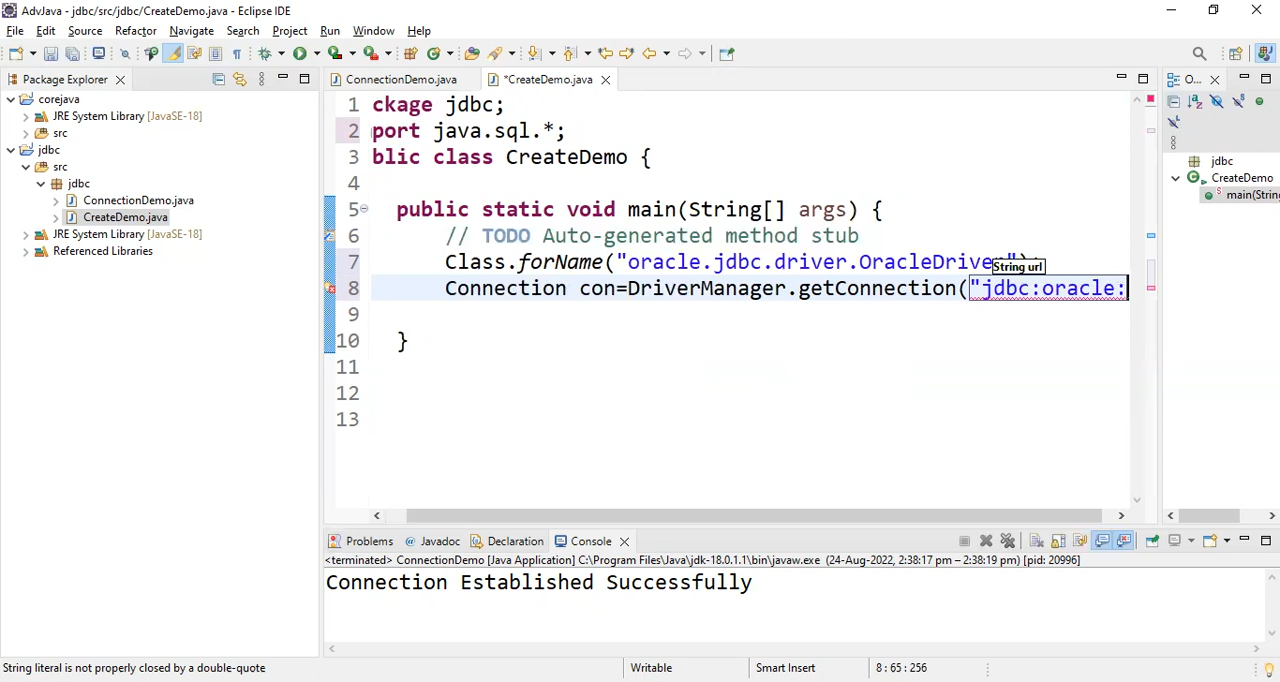 AdvJava - jdbc/src/jdbc/CreateDemo.java - Eclipse IDE
File Edit Source Refactor Navigate Search Project Run Window Help
Package Explorer
ConnectionDemo.java
*CreateDemo.java
O...
corejava
JRE System Library [JavaSE-18]
src
jdbc
src
jdbc
ConnectionDemo.java
CreateDemo.java
JRE System Library [JavaSE-18]
Referenced Libraries
1 ckage jdbc;
2 port java.sql.*;
3 blic class CreateDemo {
4
5 public static void main(String[] args) {
6 // TODO Auto-generated method stub
7 Class.forName("oracle.jdbc.driver.OracleDriver");
String url
8 Connection con=DriverManager.getConnection("jdbc:oracle:
9
10 }
11
12
13
jdbc
CreateDemo
main(String
Problems
@ Javadoc
Declaration
Console
<terminated> ConnectionDemo [Java Application] C:\Program Files\Java\jdk-18.0.1.1\bin\javaw.exe (24-Aug-2022, 2:38:17 pm – 2:38:19 pm) [pid: 20996]
Connection Established Successfully
String literal is not properly closed by a double-quote
Writable
Smart Insert
8 : 65 : 256